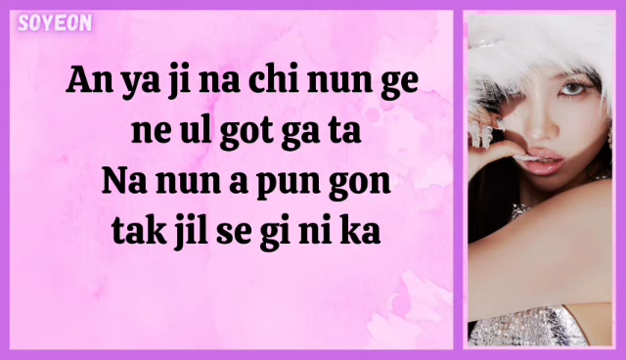 SOYEON
An ya ji na chi nun ge
ne ul got ga ta
Na nun a pun gon
tak jil se gi ni ka